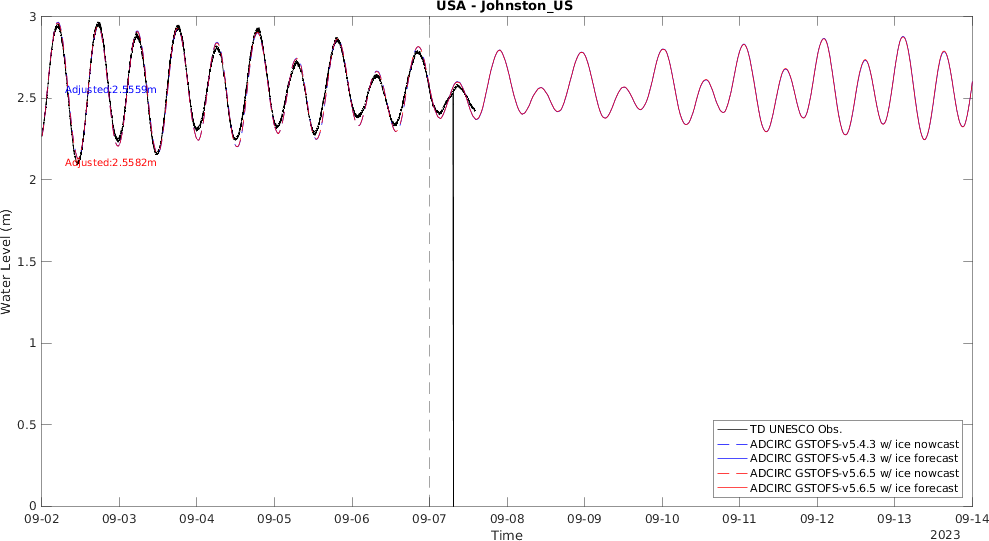 USA - Johnston_US
3
2.5
2
1.5
1
0.5
0
Water Level (m)
Adjusted:2.5559m
Adjusted:2.5582m
TD UNESCO Obs.
ADCIRC GSTOFS-v5.4.3 w/ ice nowcast
ADCIRC GSTOFS-v5.4.3 w/ ice forecast
ADCIRC GSTOFS-v5.6.5 w/ ice nowcast
ADCIRC GSTOFS-v5.6.5 w/ ice forecast
09-02 09-03 09-04 09-05 09-06 09-07 09-08 09-09 09-10 09-11 09-12 09-13 09-14
Time
2023